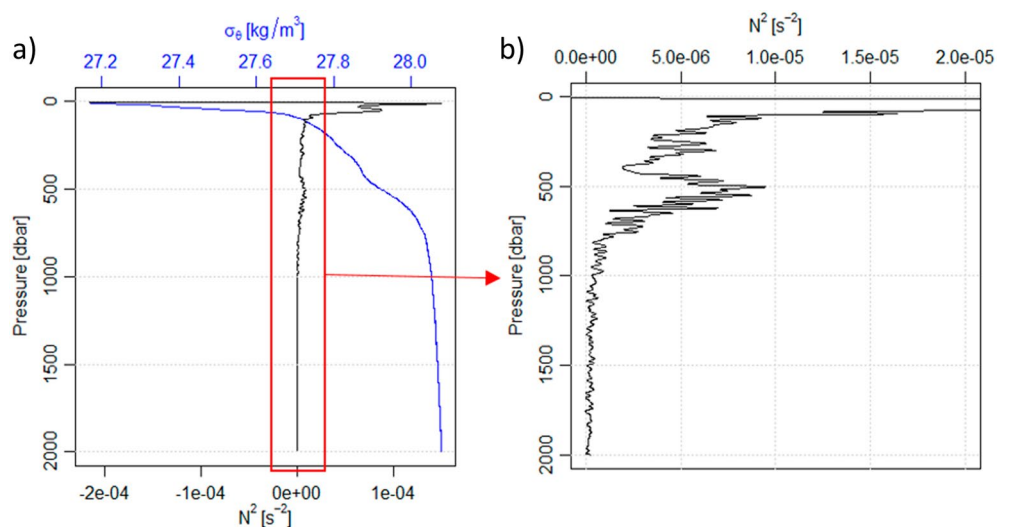 a)
σθ [kg/m³]
27.2 27.4 27.6 27.8 28.0
Pressure [dbar]
0
500
1000
1500
2000
-2e-04 -1e-04 0e+00 1e-04
N² [s⁻²]
b)
N² [s⁻²]
0.0e+00 5.0e-06 1.0e-05 1.5e-05 2.0e-05
Pressure [dbar]
0
500
1000
1500
2000